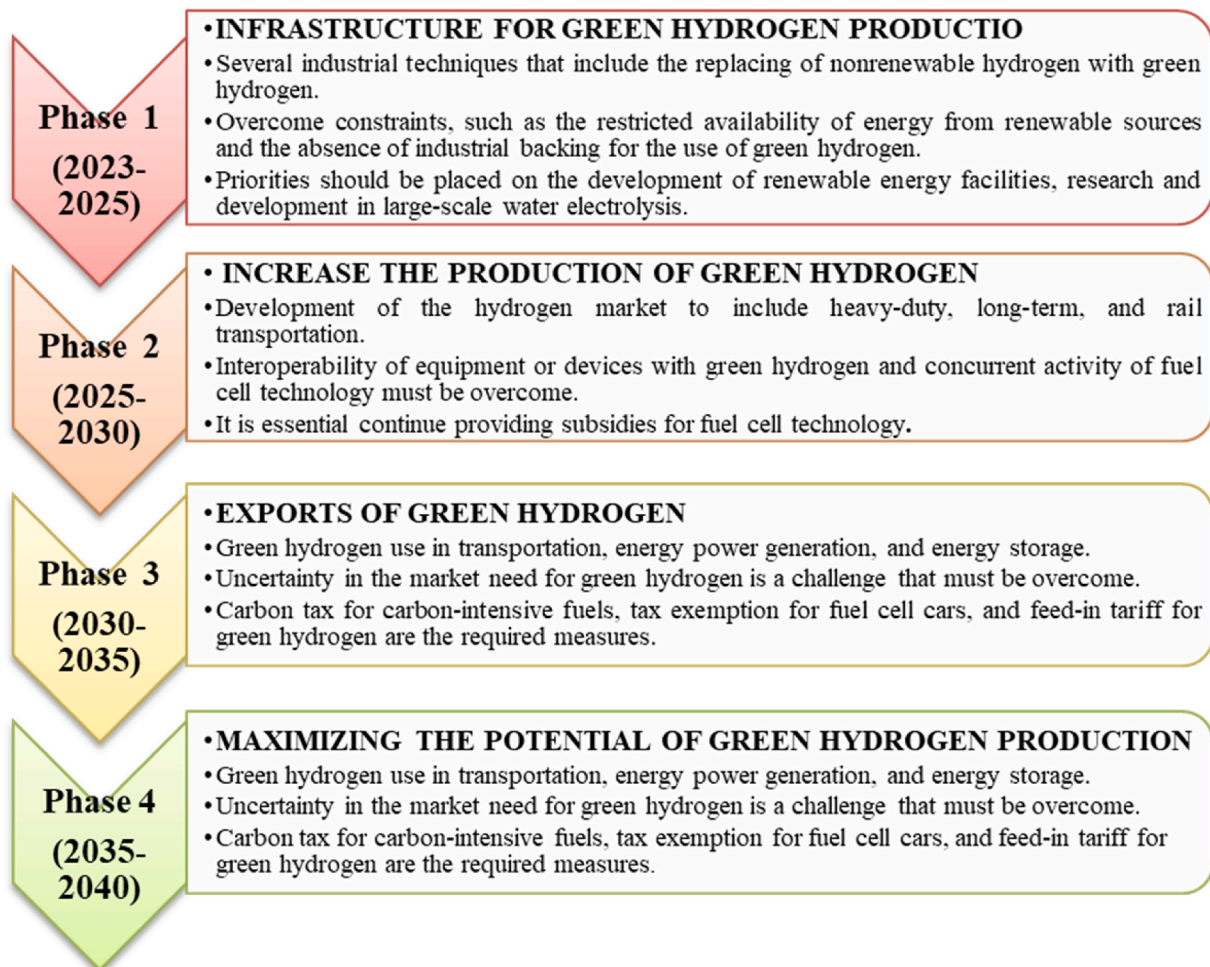 Phase 1
(2023-
2025)
•INFRASTRUCTURE FOR GREEN HYDROGEN PRODUCTIO
•Several industrial techniques that include the replacing of nonrenewable hydrogen with green
hydrogen.
•Overcome constraints, such as the restricted availability of energy from renewable sources
and the absence of industrial backing for the use of green hydrogen.
•Priorities should be placed on the development of renewable energy facilities, research and
development in large-scale water electrolysis.
Phase 2
(2025-
2030)
• INCREASE THE PRODUCTION OF GREEN HYDROGEN
•Development of the hydrogen market to include heavy-duty, long-term, and rail
transportation.
•Interoperability of equipment or devices with green hydrogen and concurrent activity of fuel
cell technology must be overcome.
•It is essential continue providing subsidies for fuel cell technology.
Phase 3
(2030-
2035)
•EXPORTS OF GREEN HYDROGEN
•Green hydrogen use in transportation, energy power generation, and energy storage.
•Uncertainty in the market need for green hydrogen is a challenge that must be overcome.
•Carbon tax for carbon-intensive fuels, tax exemption for fuel cell cars, and feed-in tariff for
green hydrogen are the required measures.
Phase 4
(2035-
2040)
•MAXIMIZING THE POTENTIAL OF GREEN HYDROGEN PRODUCTION
•Green hydrogen use in transportation, energy power generation, and energy storage.
•Uncertainty in the market need for green hydrogen is a challenge that must be overcome.
•Carbon tax for carbon-intensive fuels, tax exemption for fuel cell cars, and feed-in tariff for
green hydrogen are the required measures.